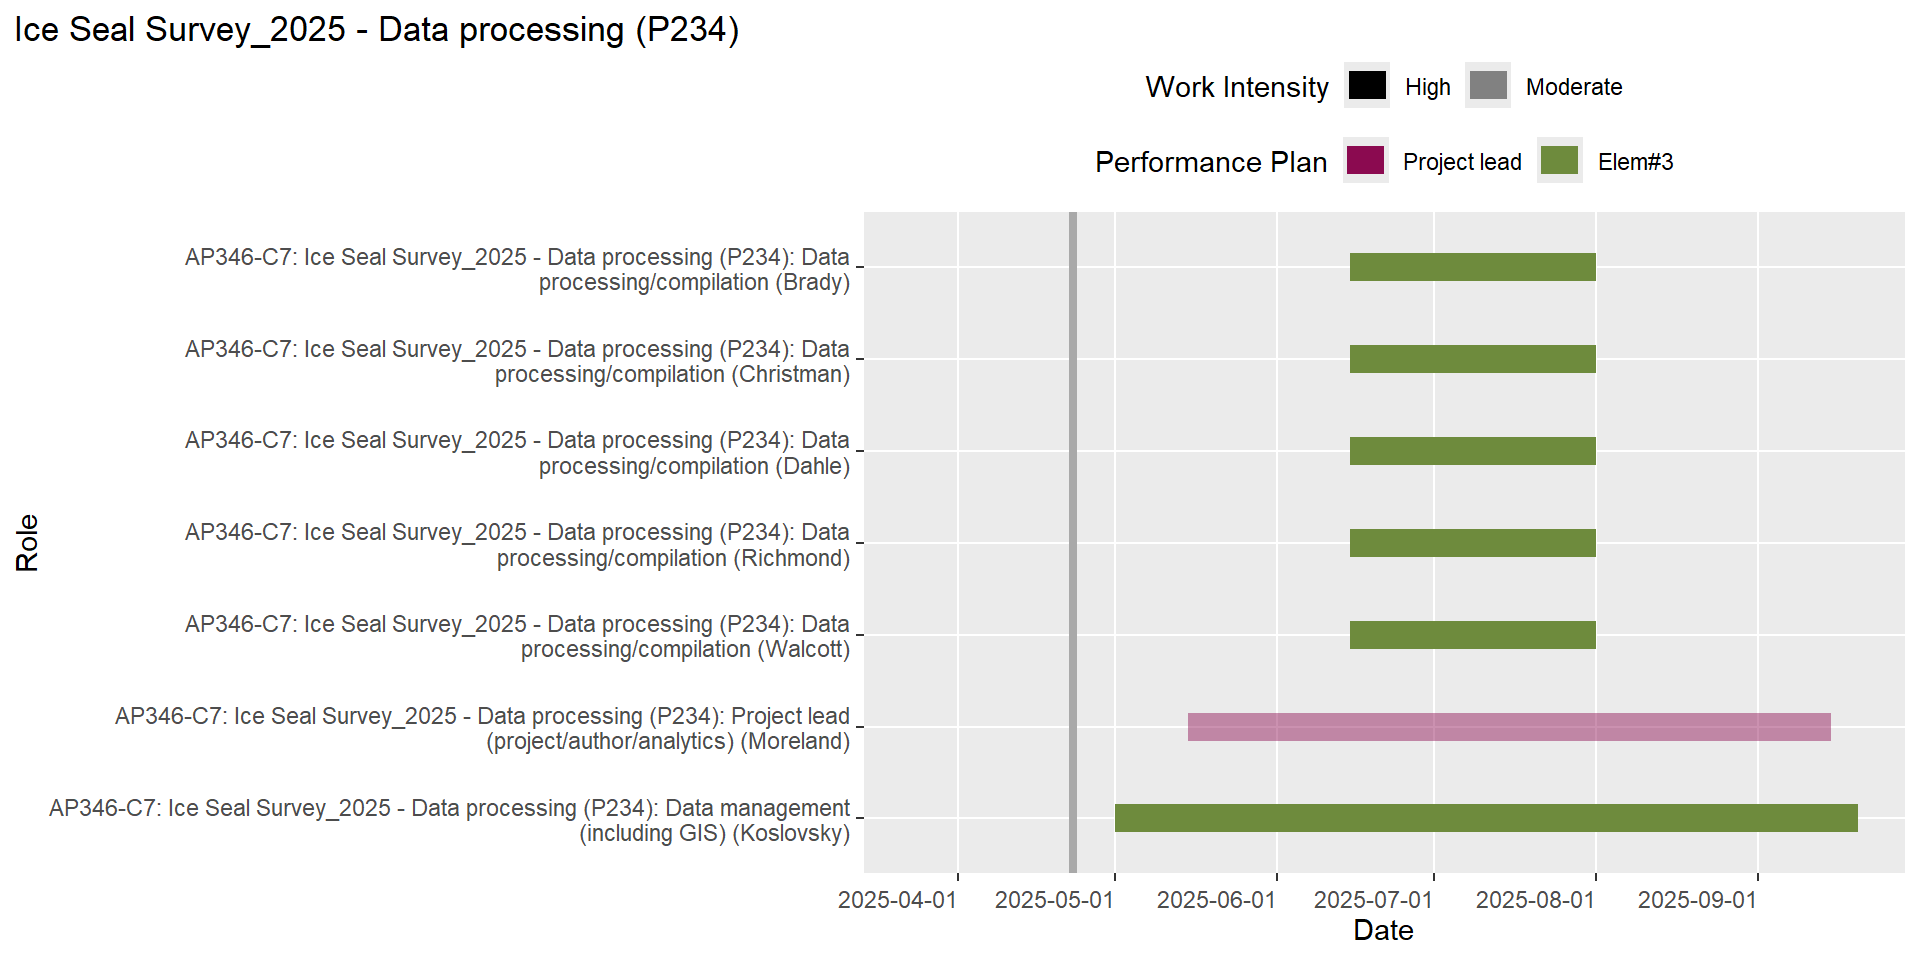 Ice Seal Survey_2025 - Data processing (P234)
Work Intensity High Moderate
Performance Plan Project lead Elem#3
AP346-C7: Ice Seal Survey_2025 - Data processing (P234): Data
processing/compilation (Brady)
AP346-C7: Ice Seal Survey_2025 - Data processing (P234): Data
processing/compilation (Christman)
AP346-C7: Ice Seal Survey_2025 - Data processing (P234): Data
processing/compilation (Dahle)
AP346-C7: Ice Seal Survey_2025 - Data processing (P234): Data
processing/compilation (Richmond)
AP346-C7: Ice Seal Survey_2025 - Data processing (P234): Data
processing/compilation (Walcott)
AP346-C7: Ice Seal Survey_2025 - Data processing (P234): Project lead
(project/author/analytics) (Moreland)
AP346-C7: Ice Seal Survey_2025 - Data processing (P234): Data management
(including GIS) (Koslovsky)
Role
2025-04-01 2025-05-01 2025-06-01 2025-07-01 2025-08-01 2025-09-01
Date